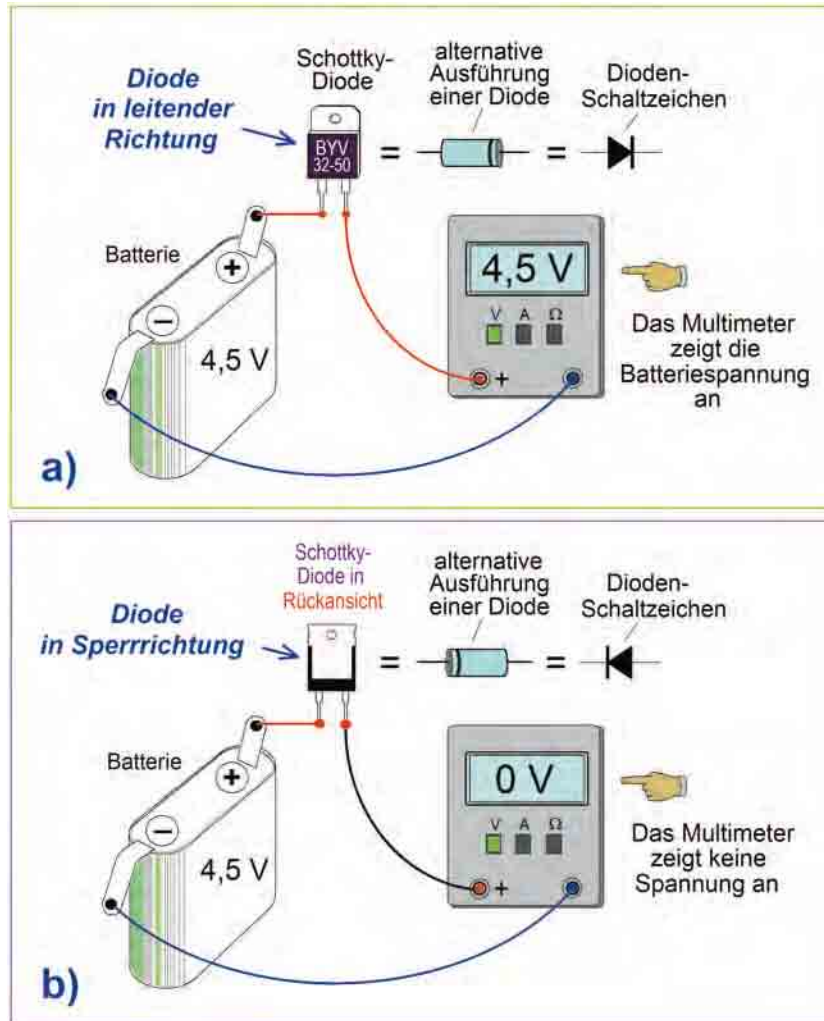 Schottky-
Diode
alternative
Ausführung
einer Diode
Dioden-
Schaltzeichen
Diode
in leitender
Richtung
BYV
32-50
=
=
Batterie
+
−
4,5 V
4,5 V
V A Ω
+
Das Multimeter
zeigt die
Batteriespannung
an
a)
Schottky-
Diode in
Rückansicht
alternative
Ausführung
einer Diode
Dioden-
Schaltzeichen
Diode
in Sperrrichtung
=
=
Batterie
+
−
4,5 V
0 V
V A Ω
+
Das Multimeter
zeigt keine
Spannung an
b)